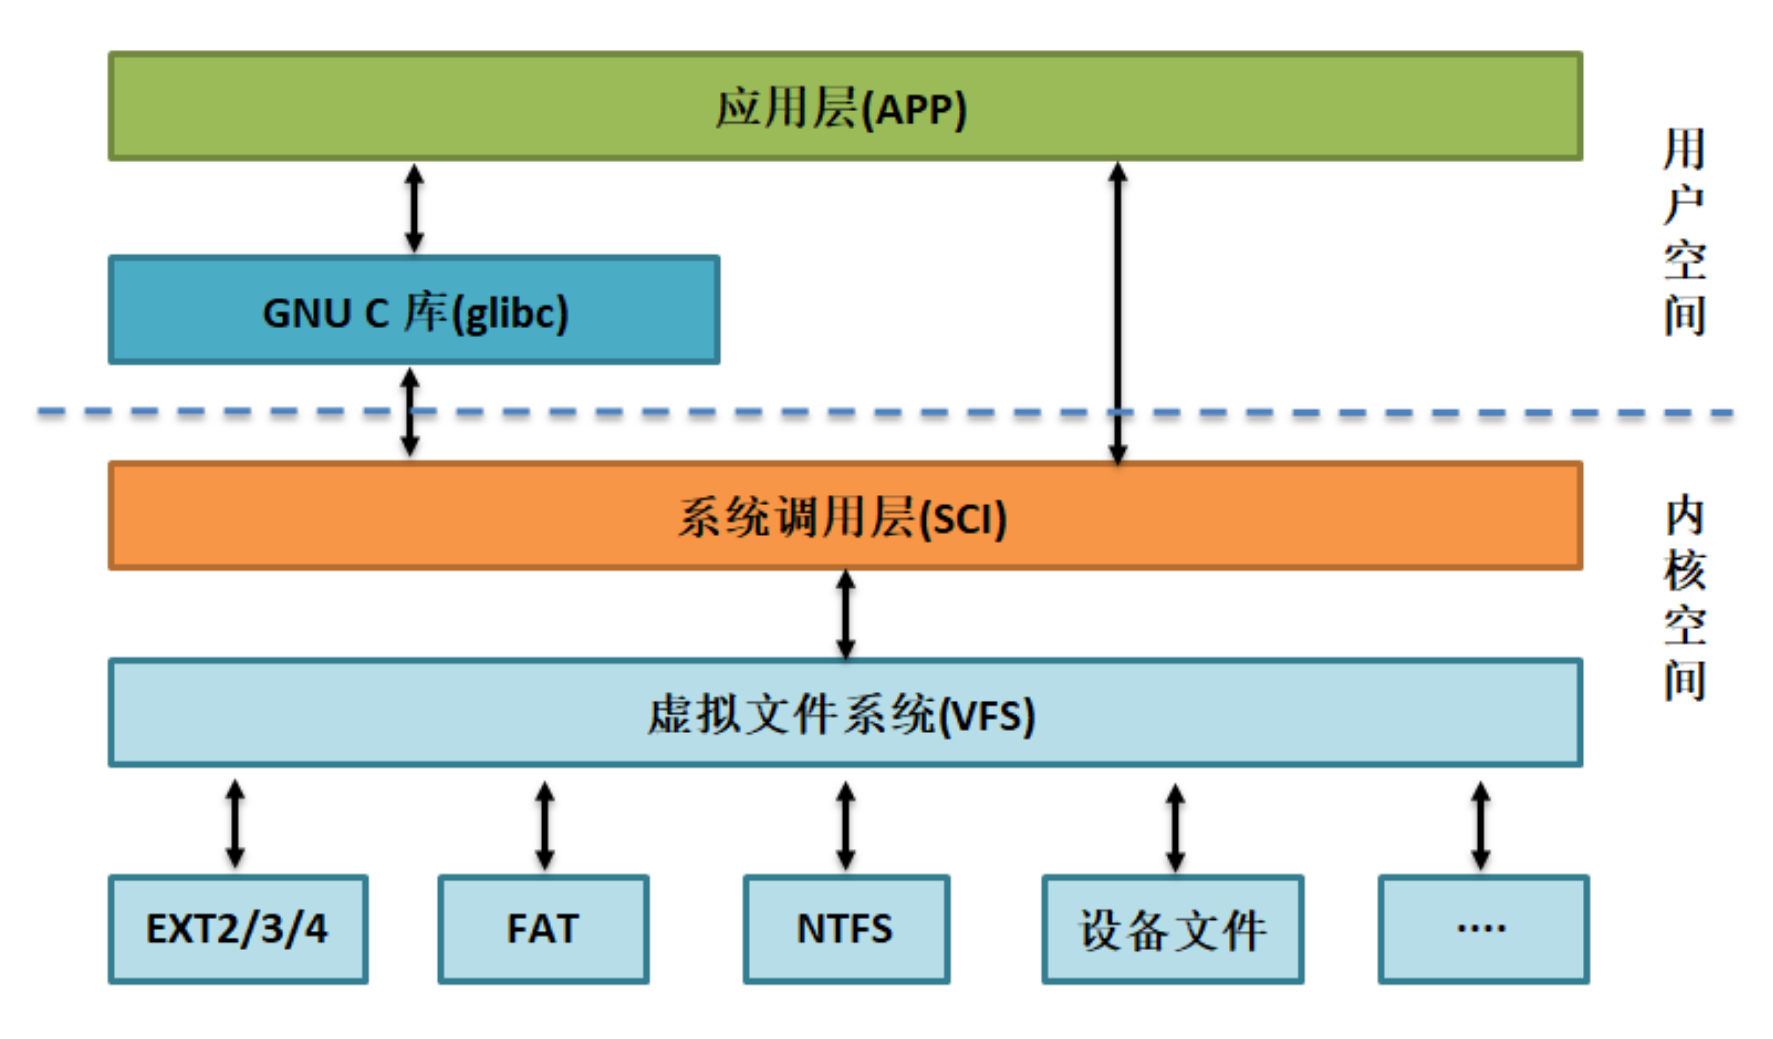 应用层(APP)
用户空间
GNU C 库(glibc)
系统调用层(SCI)
内核空间
虚拟文件系统(VFS)
EXT2/3/4
FAT
NTFS
设备文件
....